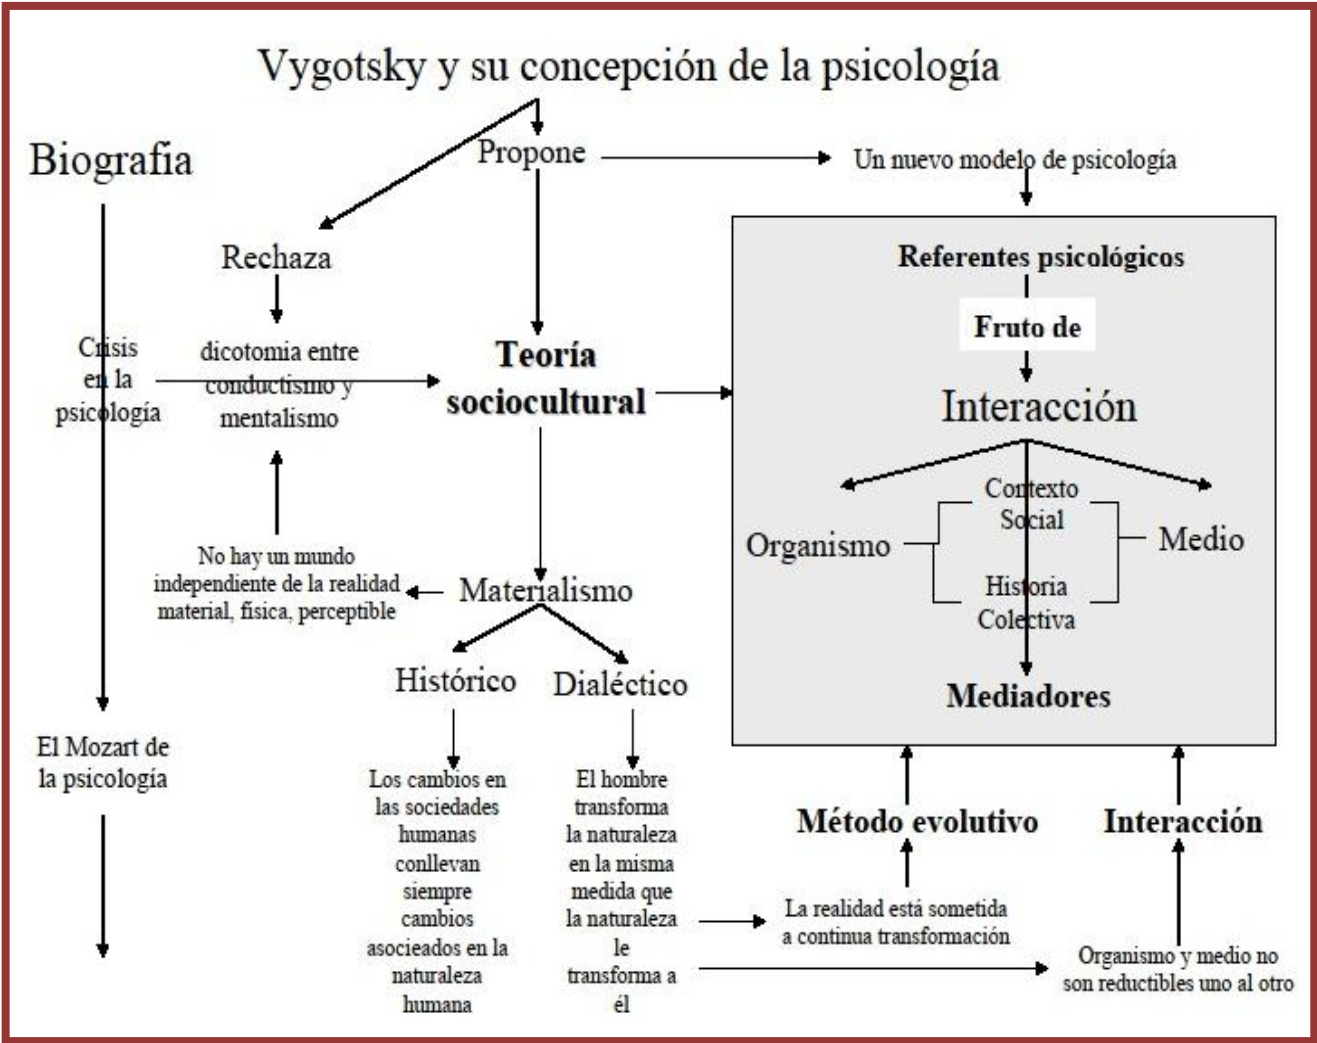 Vygotsky y su concepción de la psicología
Biografia
Propone
Un nuevo modelo de psicología
Rechaza
Referentes psicológicos
Fruto de
Crisis
en la
psicología
dicotomia entre
conductismo y
mentalismo
Teoría
sociocultural
Interacción
Contexto
Social
Organismo
Medio
Historia
Colectiva
Mediadores
No hay un mundo
independiente de la realidad
material, física, perceptible
Materialismo
Histórico
Dialéctico
El Mozart de
la psicología
Los cambios en
las sociedades
humanas
conllevan
siempre
cambios
asocieados en la
naturaleza
humana
El hombre
transforma
la naturaleza
en la misma
medida que
la naturaleza
le
transforma a
él
Método evolutivo
Interacción
La realidad está sometida
a continua transformación
Organismo y medio no
son reductibles uno al otro